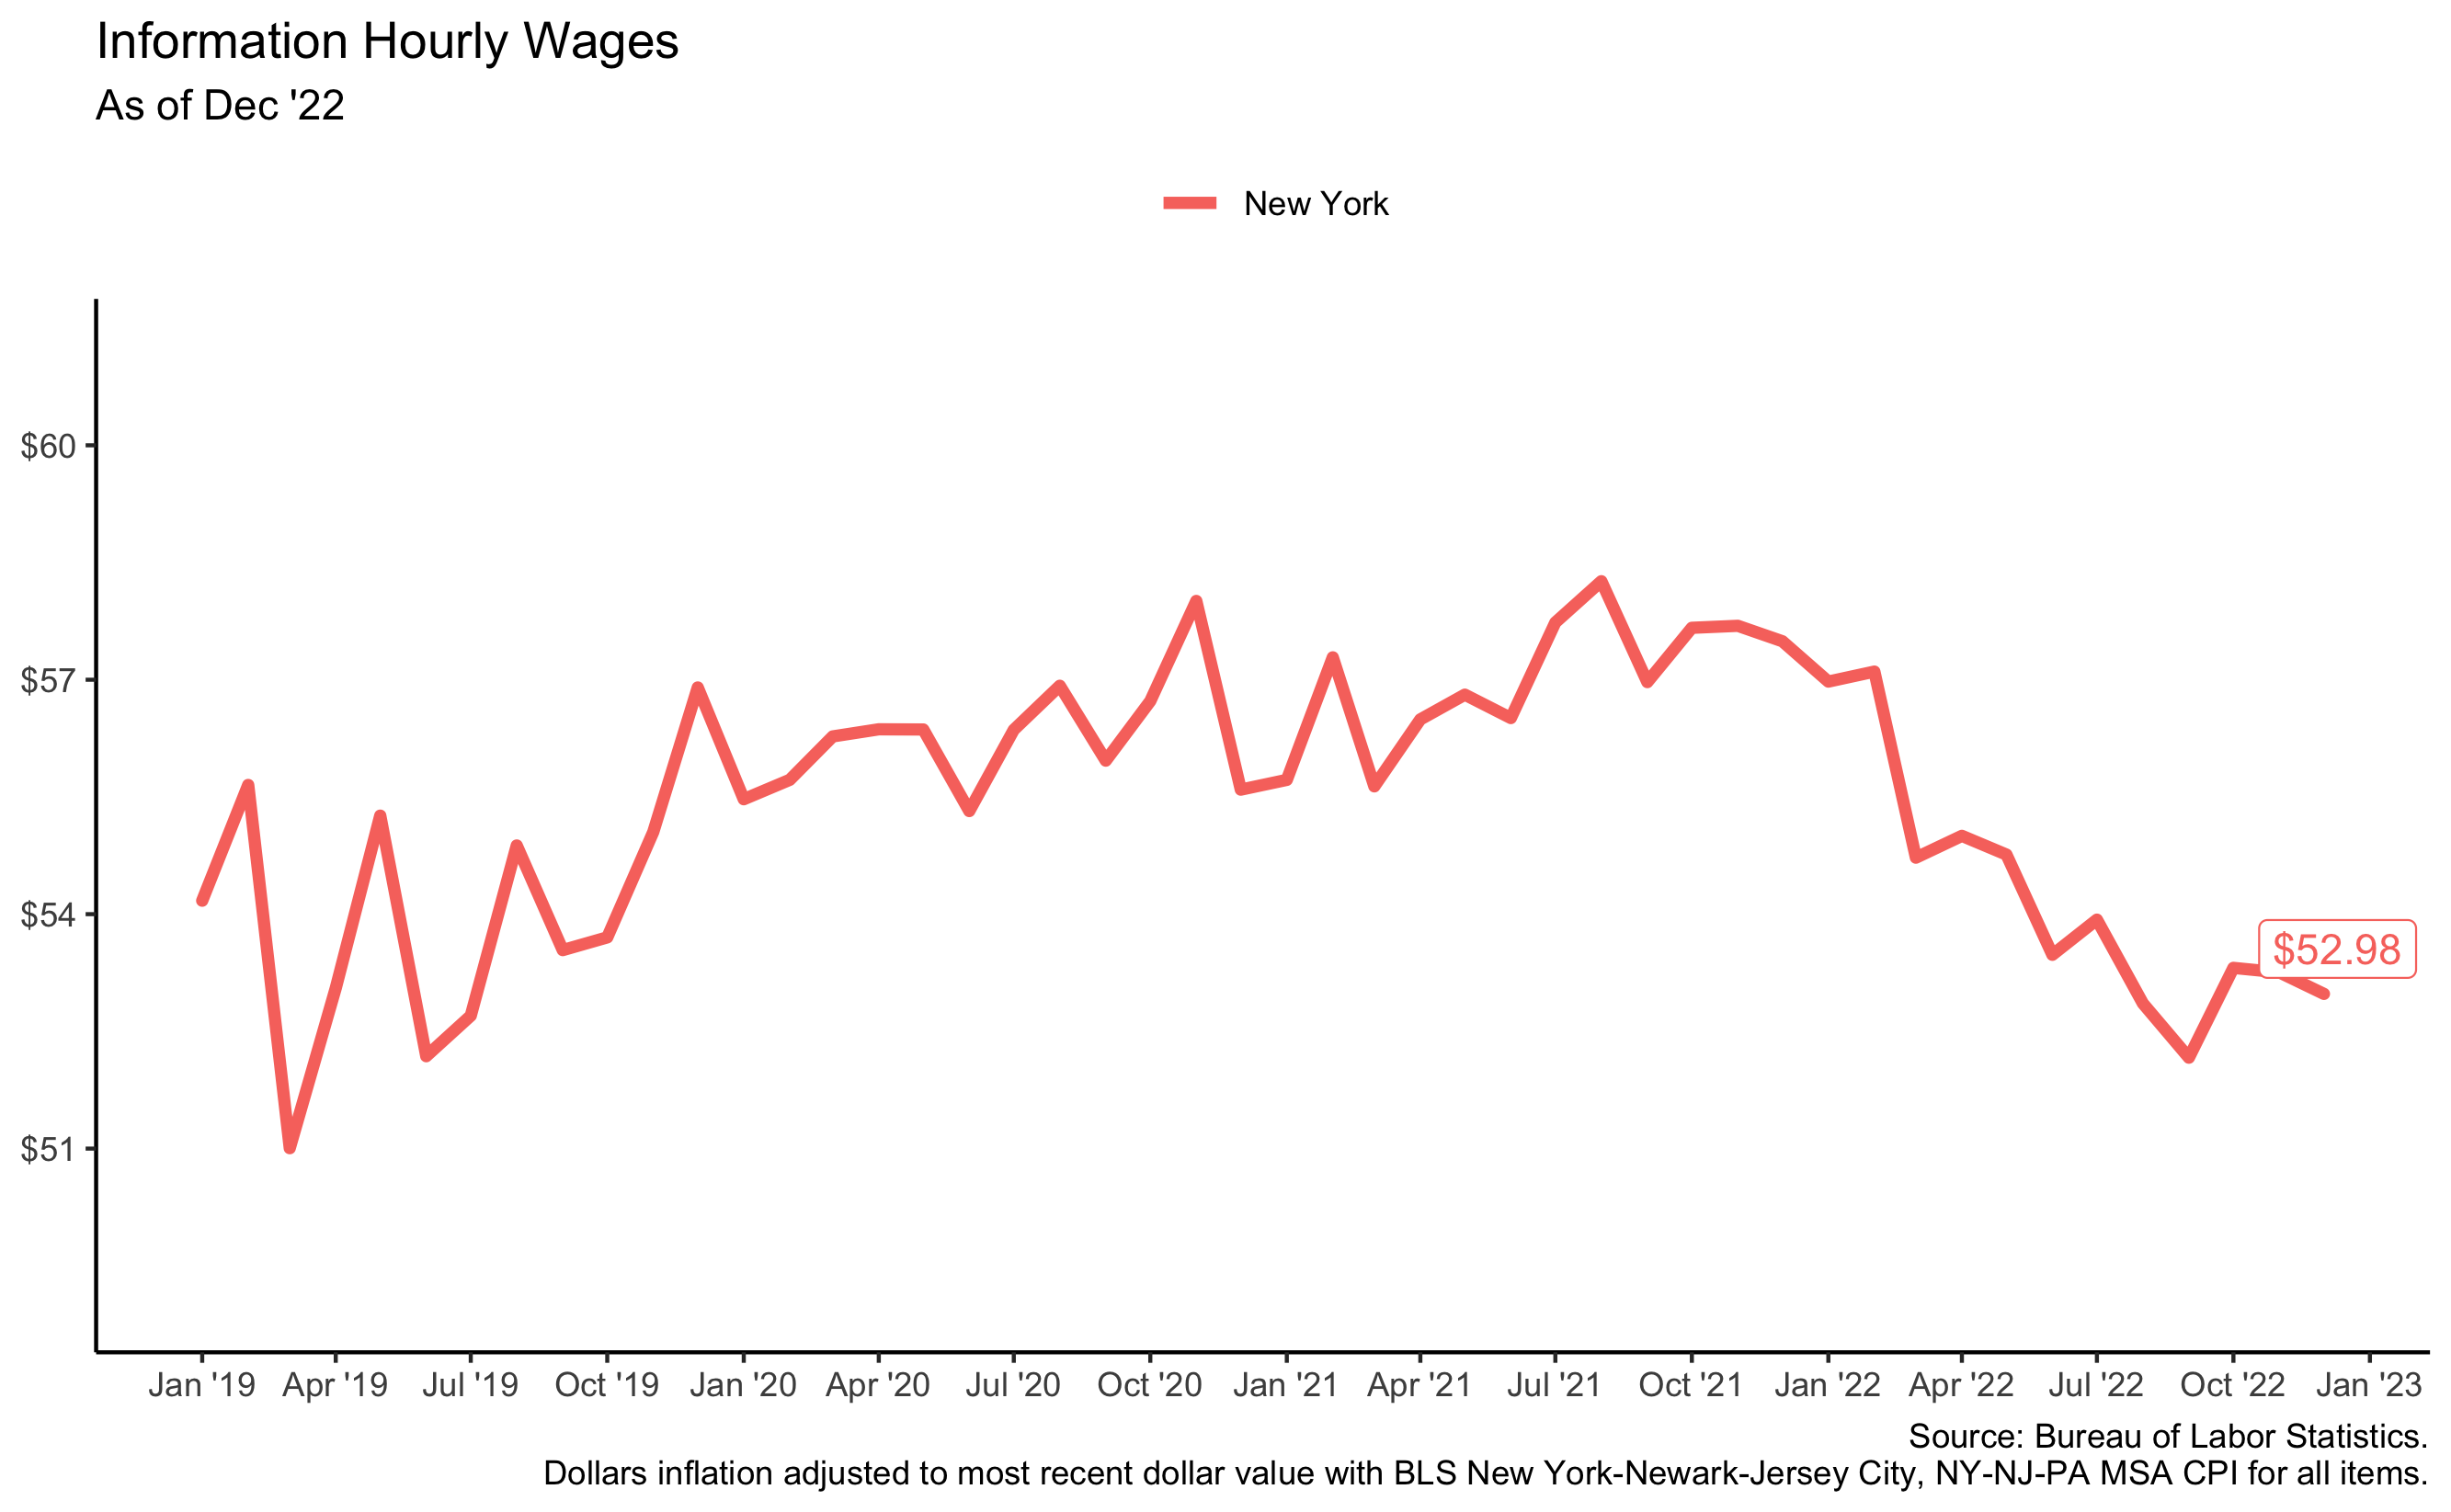 Information Hourly Wages
As of Dec '22
New York
$60
$57
$54
$51
$52.98
Jan '19 Apr '19 Jul '19 Oct '19 Jan '20 Apr '20 Jul '20 Oct '20 Jan '21 Apr '21 Jul '21 Oct '21 Jan '22 Apr '22 Jul '22 Oct '22 Jan '23
Source: Bureau of Labor Statistics.
Dollars inflation adjusted to most recent dollar value with BLS New York-Newark-Jersey City, NY-NJ-PA MSA CPI for all items.